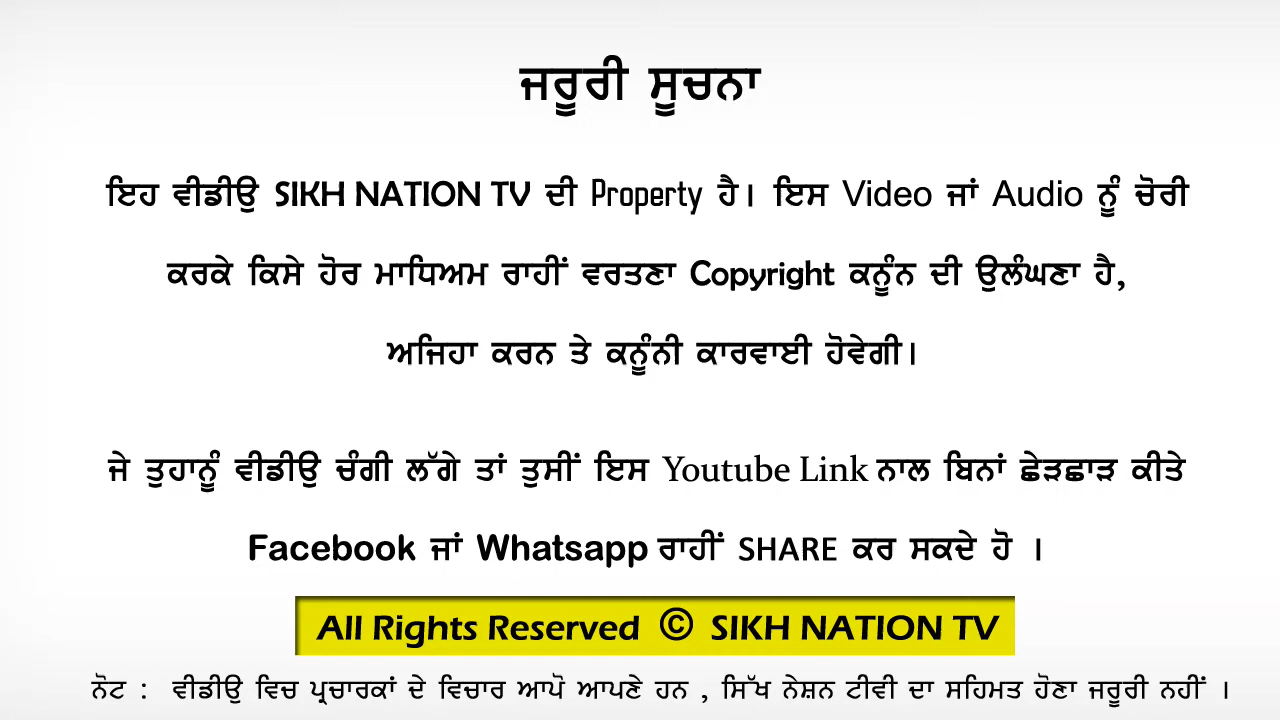 ਜਰੂਰੀ ਸੂਚਨਾ
ਇਹ ਵੀਡੀਉ SIKH NATION TV ਦੀ Property ਹੈ। ਇਸ Video ਜਾਂ Audio ਨੂੰ ਚੋਰੀ
ਕਰਕੇ ਕਿਸੇ ਹੋਰ ਮਾਧਿਅਮ ਰਾਹੀਂ ਵਰਤਣਾ Copyright ਕਨੂੰਨ ਦੀ ਉਲੰਘਣਾ ਹੈ,
ਅਜਿਹਾ ਕਰਨ ਤੇ ਕਨੂੰਨੀ ਕਾਰਵਾਈ ਹੋਵੇਗੀ।
ਜੇ ਤੁਹਾਨੂੰ ਵੀਡੀਉ ਚੰਗੀ ਲੱਗੇ ਤਾਂ ਤੁਸੀਂ ਇਸ Youtube Link ਨਾਲ ਬਿਨਾਂ ਛੇੜਛਾੜ ਕੀਤੇ
Facebook ਜਾਂ Whatsapp ਰਾਹੀਂ SHARE ਕਰ ਸਕਦੇ ਹੋ ।
All Rights Reserved © SIKH NATION TV
ਨੋਟ : ਵੀਡੀਉ ਵਿਚ ਪ੍ਰਚਾਰਕਾਂ ਦੇ ਵਿਚਾਰ ਆਪੋ ਆਪਣੇ ਹਨ , ਸਿੱਖ ਨੇਸ਼ਨ ਟੀਵੀ ਦਾ ਸਹਿਮਤ ਹੋਣਾ ਜਰੂਰੀ ਨਹੀਂ ।